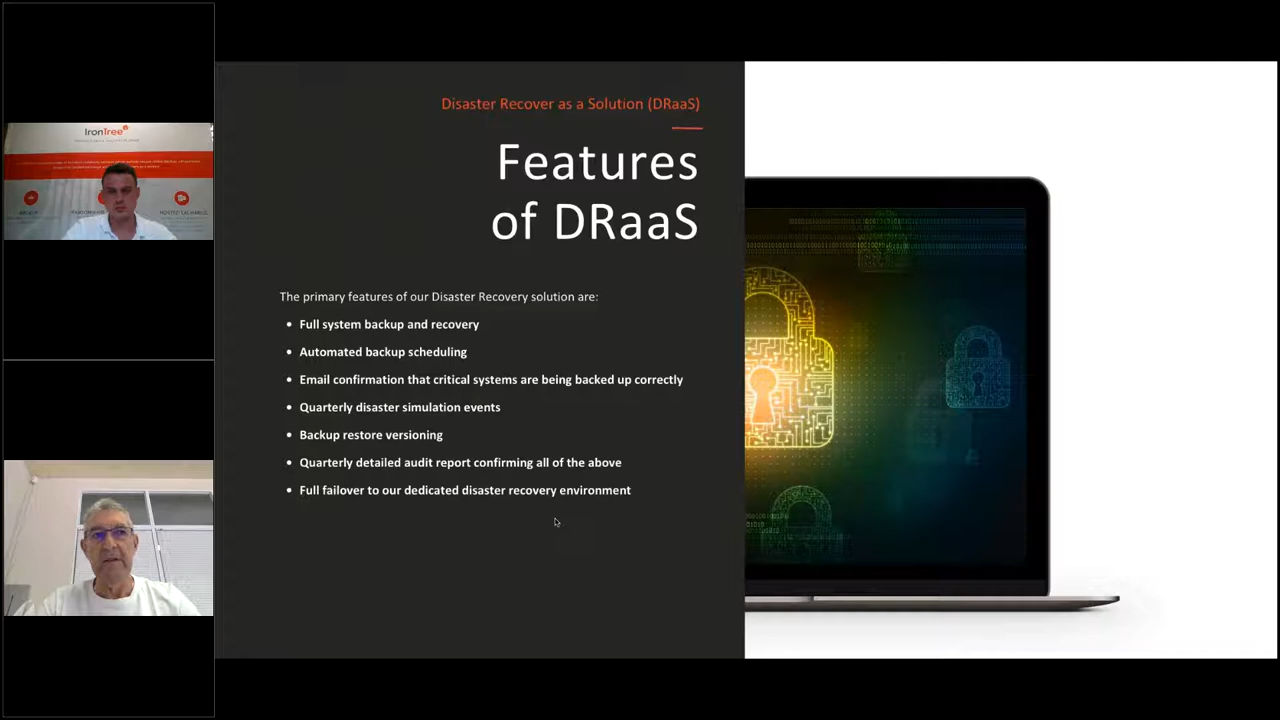 IronTree
Disaster Recover as a Solution (DRaaS)
Features
of DRaaS
The primary features of our Disaster Recovery solution are:
• Full system backup and recovery
• Automated backup scheduling
• Email confirmation that critical systems are being backed up correctly
• Quarterly disaster simulation events
• Backup restore versioning
• Quarterly detailed audit report confirming all of the above
• Full failover to our dedicated disaster recovery environment